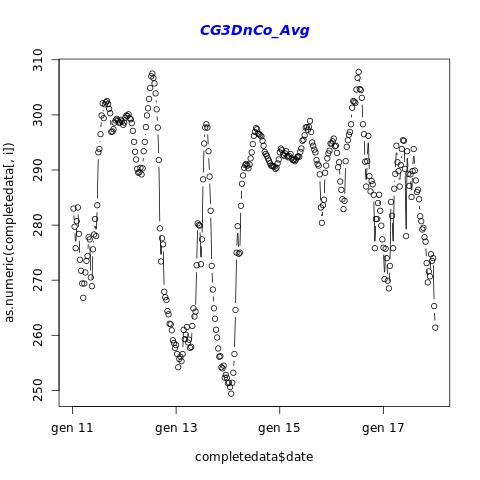 CG3DnCo_Avg
as.numeric(completedata[, i])
310
300
290
280
270
260
250
gen 11
gen 13
gen 15
gen 17
completedata$date